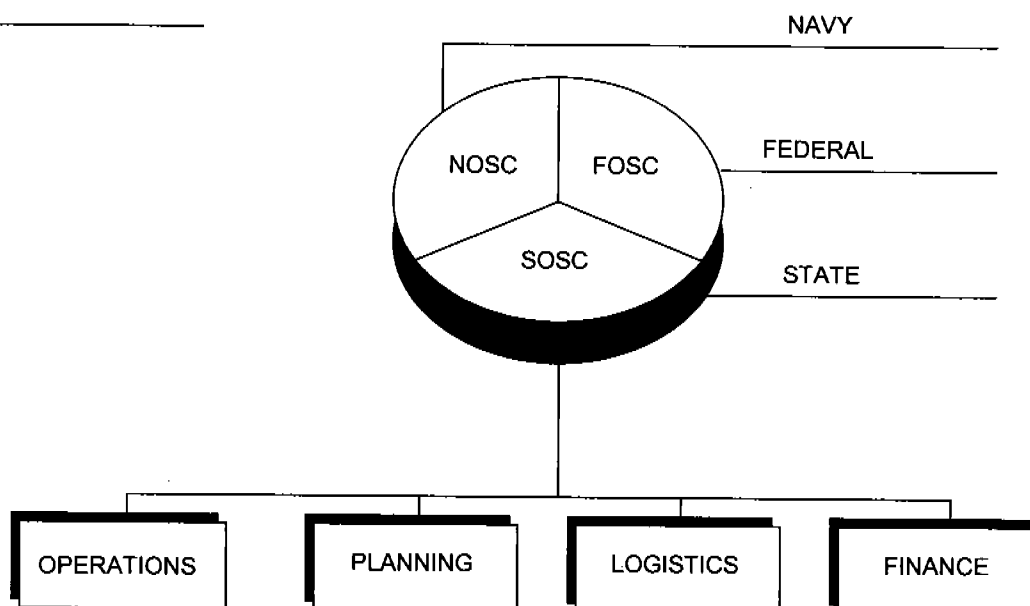 NAVY
FEDERAL
NOSC FOSC
SOSC
STATE
OPERATIONS PLANNING LOGISTICS FINANCE